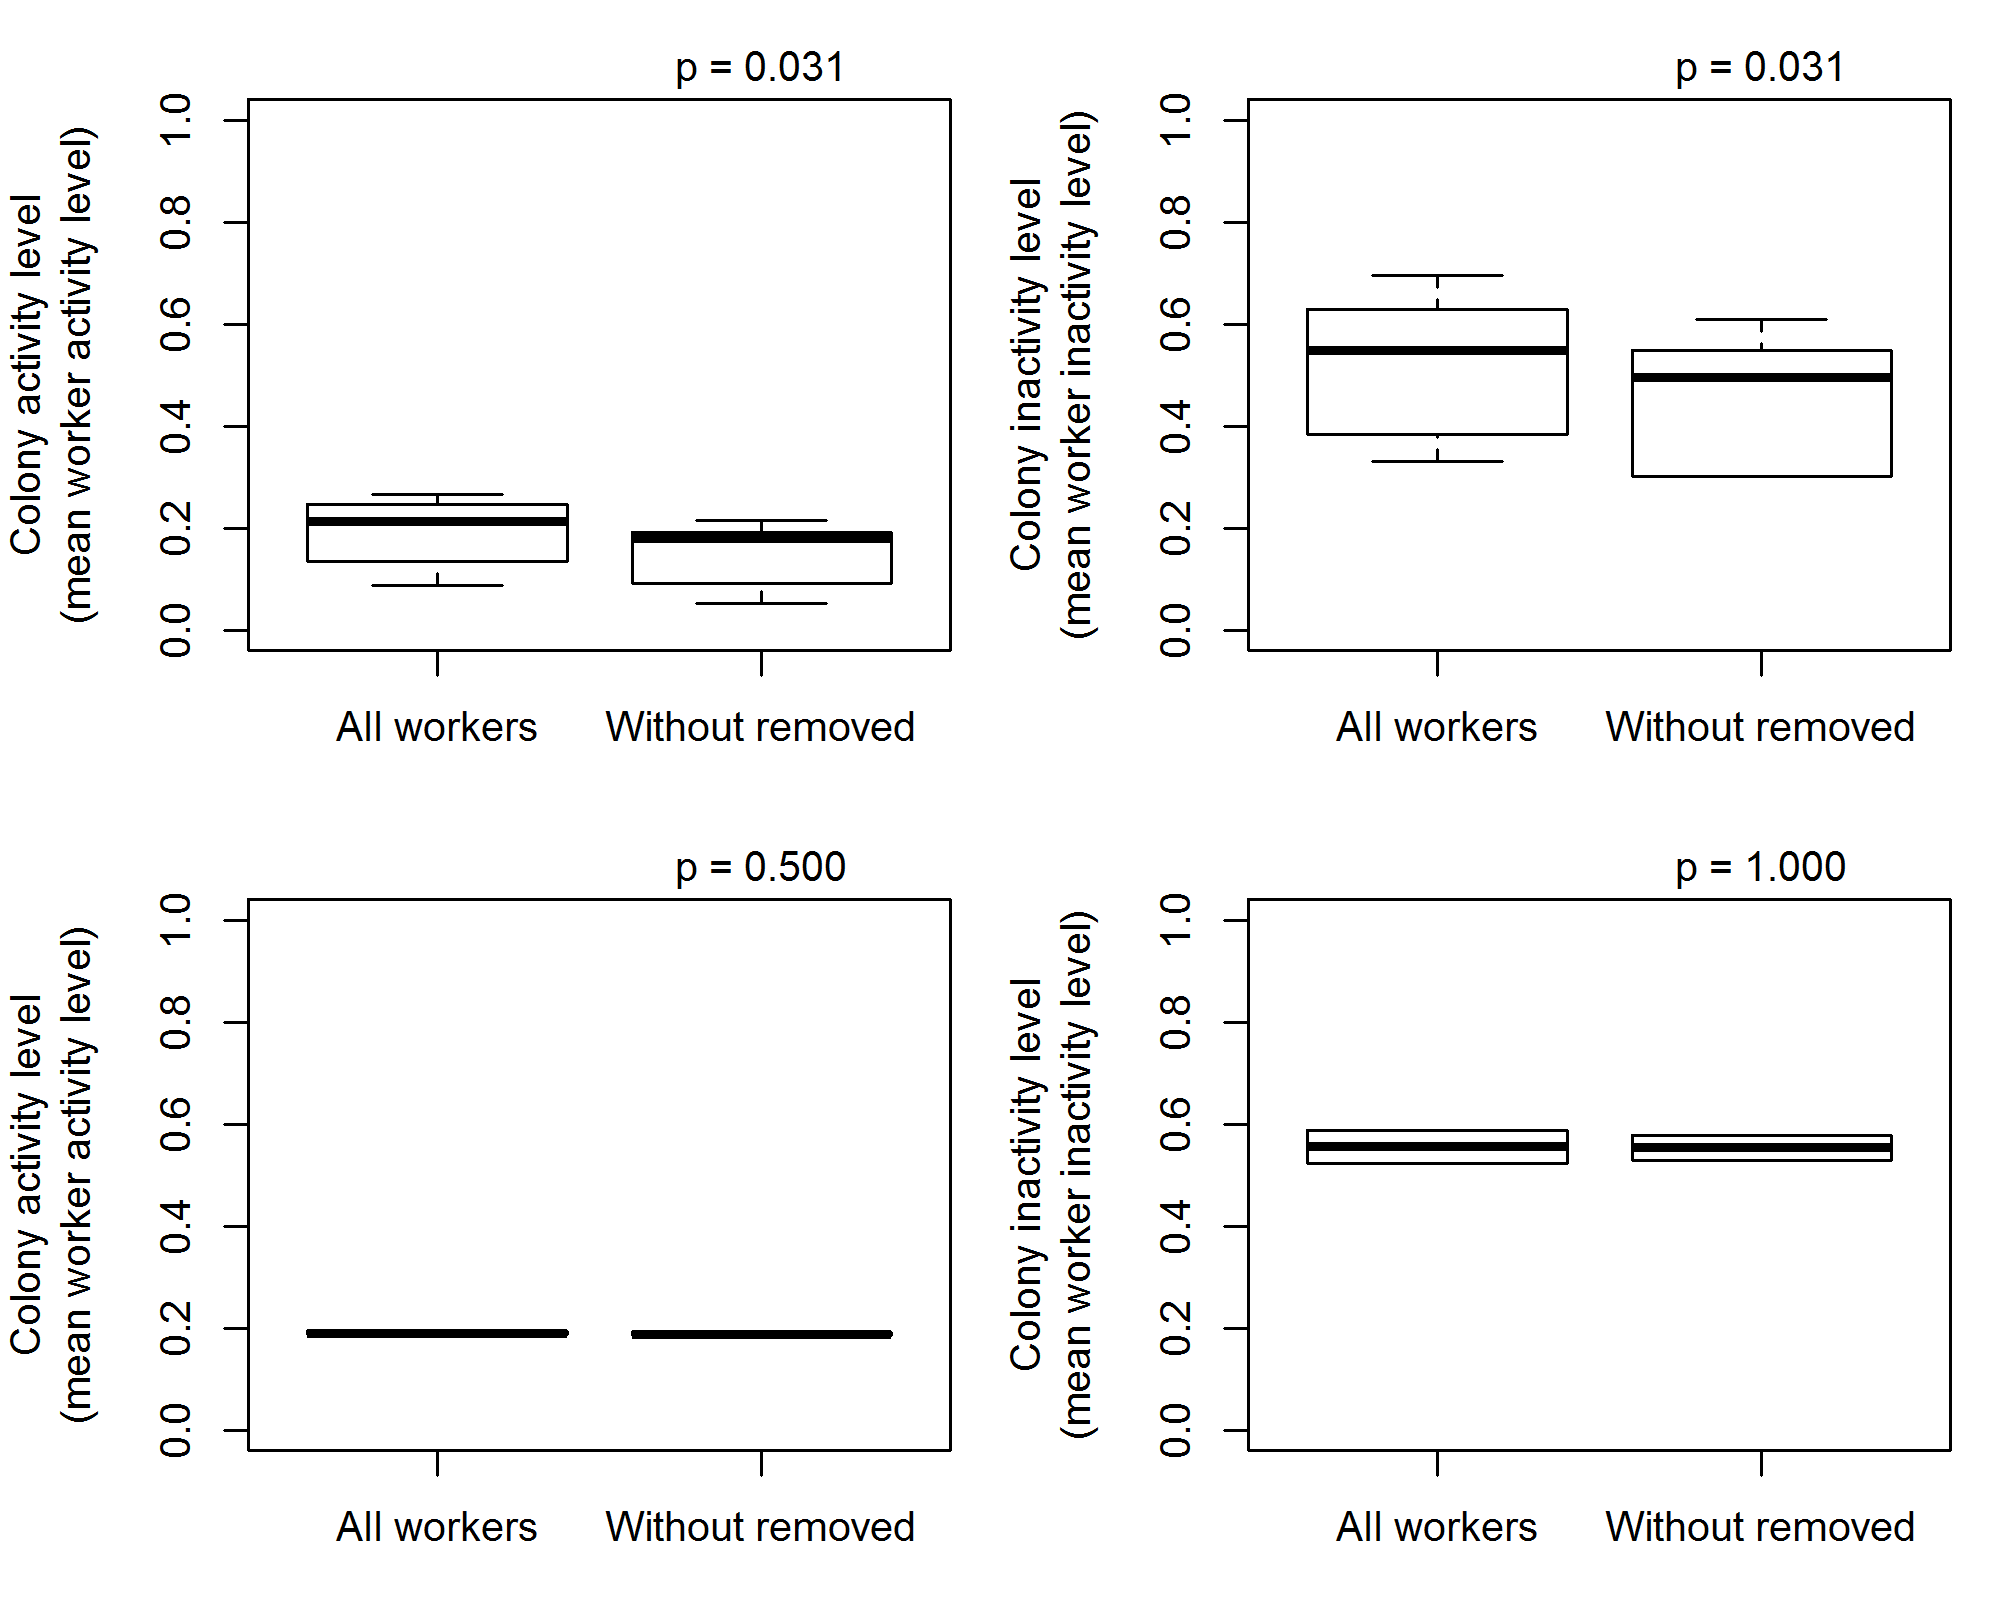 p = 0.031
Colony activity level
(mean worker activity level)
1.0
0.8
0.6
0.4
0.2
0.0
All workers
Without removed
p = 0.031
Colony inactivity level
(mean worker inactivity level)
1.0
0.8
0.6
0.4
0.2
0.0
All workers
Without removed
p = 0.500
Colony activity level
(mean worker activity level)
1.0
0.8
0.6
0.4
0.2
0.0
All workers
Without removed
p = 1.000
Colony inactivity level
(mean worker inactivity level)
1.0
0.8
0.6
0.4
0.2
0.0
All workers
Without removed